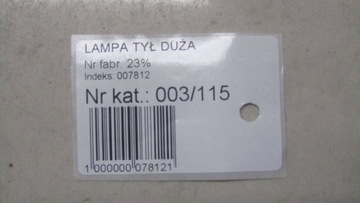 LAMPA TYŁ DUŻA
Nr fabr. 23%
Indeks: 007812
Nr kat.: 003/115
1 000000 078121